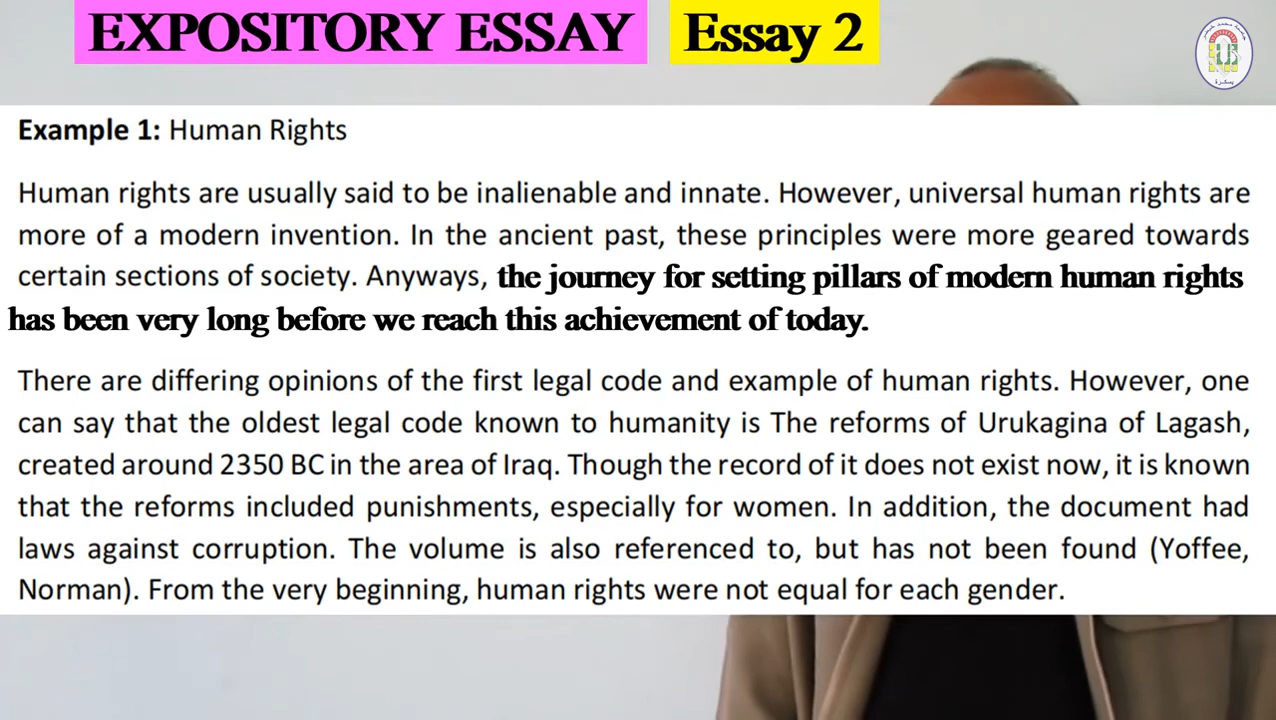 EXPOSITORY ESSAY Essay 2
Example 1: Human Rights
Human rights are usually said to be inalienable and innate. However, universal human rights are
more of a modern invention. In the ancient past, these principles were more geared towards
certain sections of society. Anyways, the journey for setting pillars of modern human rights
has been very long before we reach this achievement of today.
There are differing opinions of the first legal code and example of human rights. However, one
can say that the oldest legal code known to humanity is The reforms of Urukagina of Lagash,
created around 2350 BC in the area of Iraq. Though the record of it does not exist now, it is known
that the reforms included punishments, especially for women. In addition, the document had
laws against corruption. The volume is also referenced to, but has not been found (Yoffee,
Norman). From the very beginning, human rights were not equal for each gender.